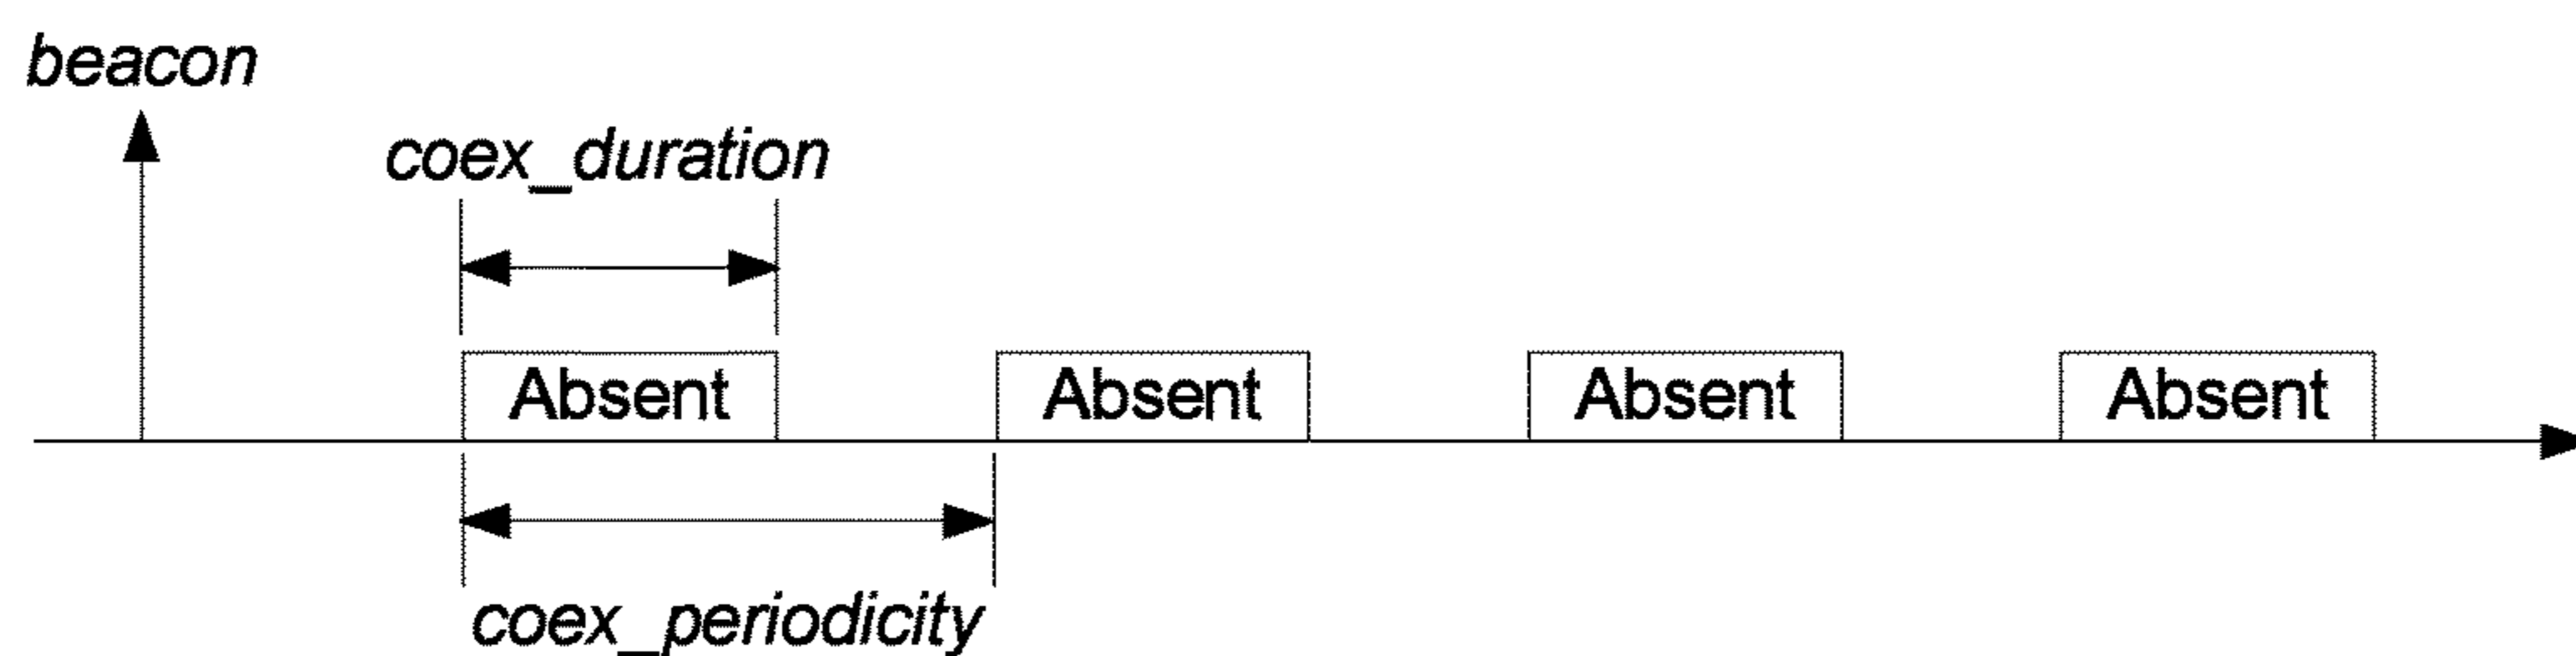 beacon
coex_duration
Absent Absent Absent Absent
coex_periodicity